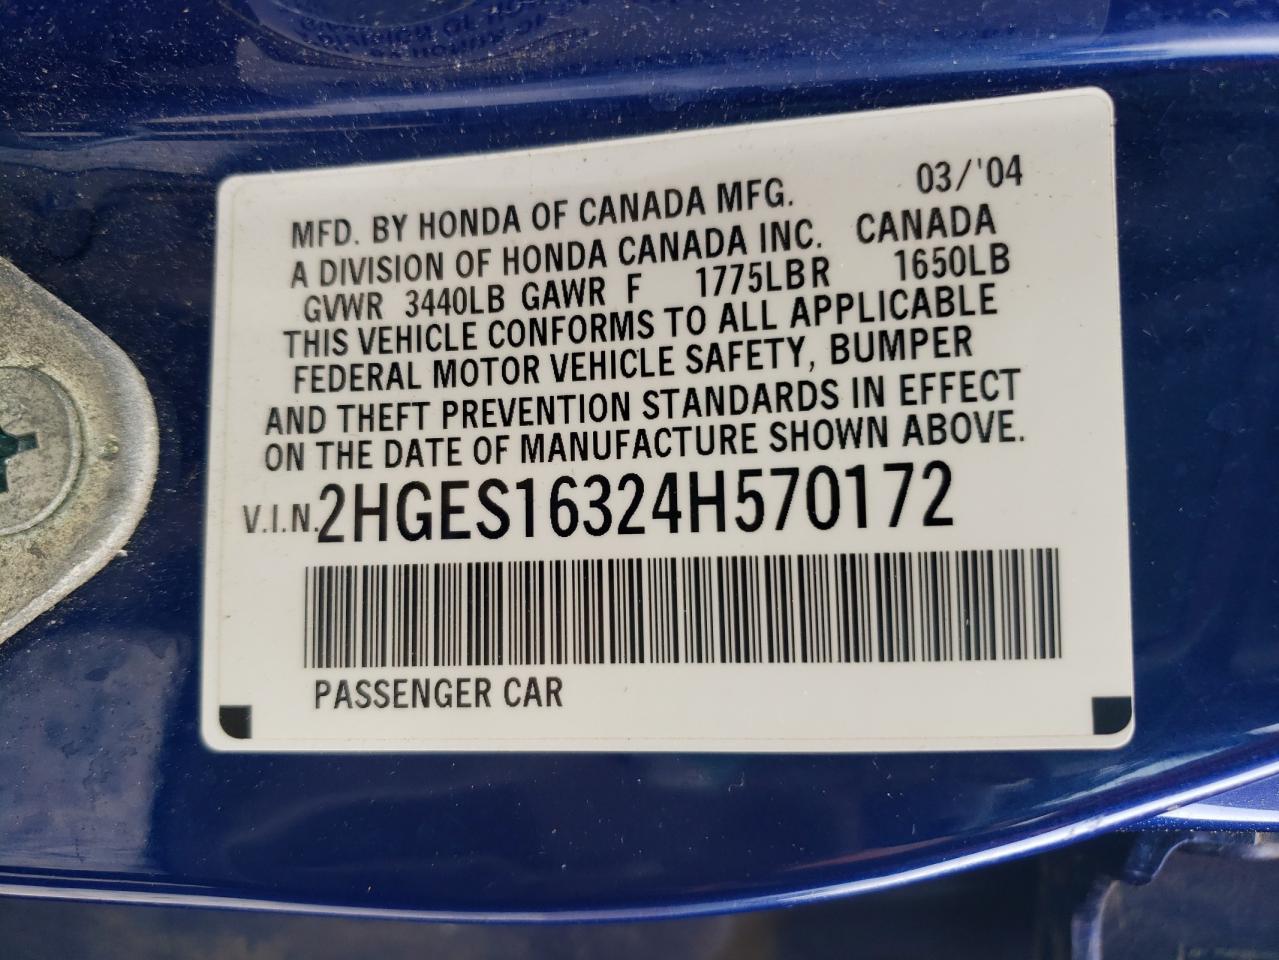 MFD. BY HONDA OF CANADA MFG. 03/'04
A DIVISION OF HONDA CANADA INC. CANADA
GVWR 3440LB GAWR F 1775LB R 1650LB
THIS VEHICLE CONFORMS TO ALL APPLICABLE
FEDERAL MOTOR VEHICLE SAFETY, BUMPER
AND THEFT PREVENTION STANDARDS IN EFFECT
ON THE DATE OF MANUFACTURE SHOWN ABOVE.
V.I.N. 2HGES16324H570172
PASSENGER CAR